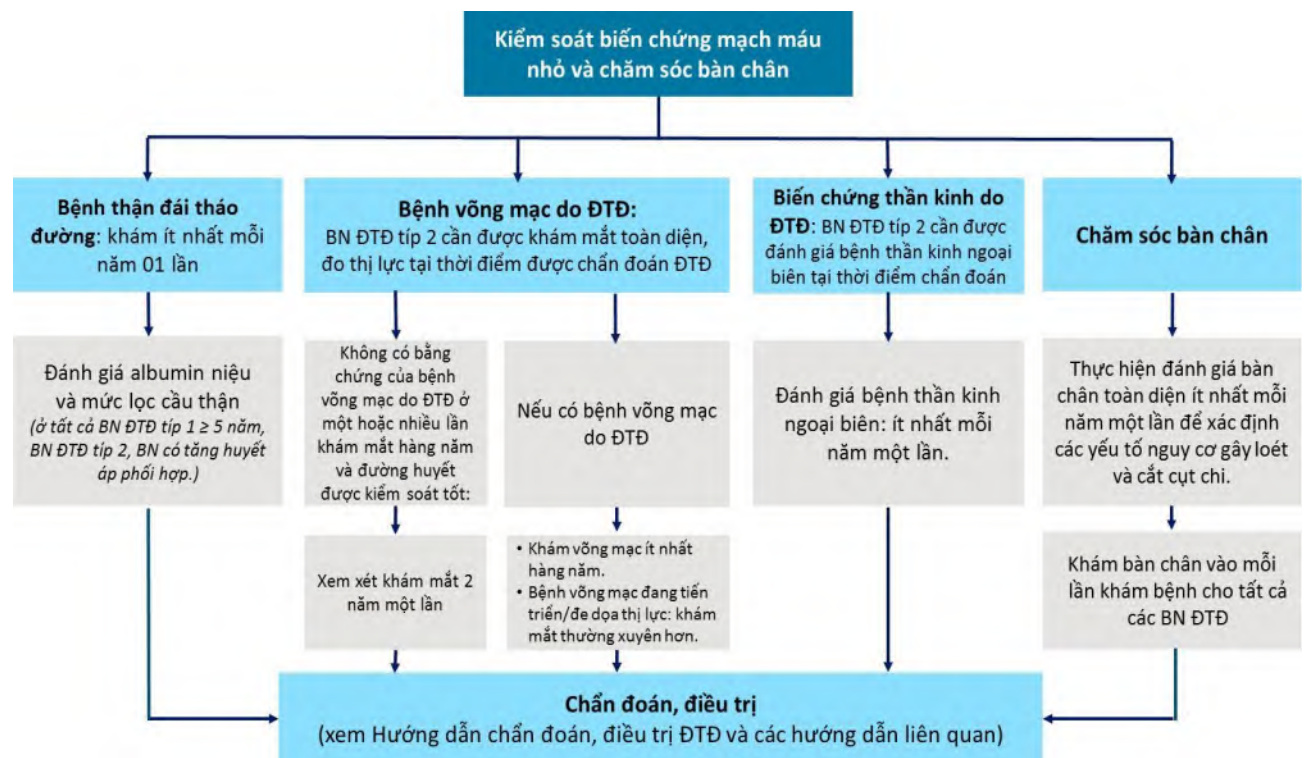 Kiểm soát biến chứng mạch máu
nhỏ và chăm sóc bàn chân
Bệnh thận đái tháo
đường: khám ít nhất mỗi
năm 01 lần
Bệnh võng mạc do ĐTĐ:
BN ĐTĐ típ 2 cần được khám mắt toàn diện,
đo thị lực tại thời điểm được chẩn đoán ĐTĐ
Biến chứng thần kinh do
ĐTĐ: BN ĐTĐ típ 2 cần được
đánh giá bệnh thần kinh ngoại
biên tại thời điểm chẩn đoán
Chăm sóc bàn chân
Đánh giá albumin niệu
và mức lọc cầu thận
(ở tất cả BN ĐTĐ típ 1 ≥ 5 năm,
BN ĐTĐ típ 2, BN có tăng huyết
áp phối hợp.)
Không có bằng
chứng của bệnh
võng mạc do ĐTĐ ở
một hoặc nhiều lần
khám mắt hàng năm
và đường huyết
được kiểm soát tốt:
Nếu có bệnh võng mạc
do ĐTĐ
Đánh giá bệnh thần kinh
ngoại biên: ít nhất mỗi
năm một lần.
Thực hiện đánh giá bàn
chân toàn diện ít nhất mỗi
năm một lần để xác định
các yếu tố nguy cơ gây loét
và cắt cụt chi.
Xem xét khám mắt 2
năm một lần
• Khám võng mạc ít nhất
hàng năm.
• Bệnh võng mạc đang tiến
triển/đe dọa thị lực: khám
mắt thường xuyên hơn.
Khám bàn chân vào mỗi
lần khám bệnh cho tất cả
các BN ĐTĐ
Chẩn đoán, điều trị
(xem Hướng dẫn chẩn đoán, điều trị ĐTĐ và các hướng dẫn liên quan)